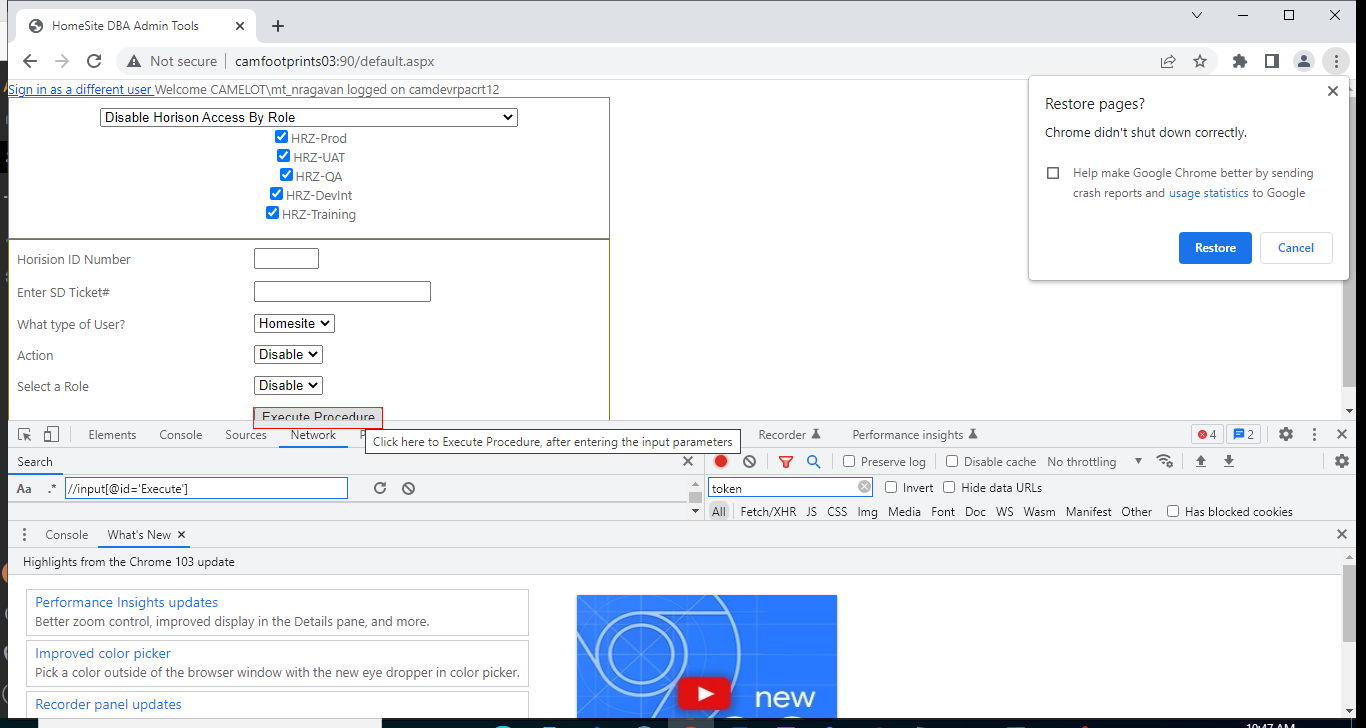 HomeSite DBA Admin Tools
Not secure
camfootprints03:90/default.aspx
Sign in as a different user Welcome CAMELOT\mt_nragavan logged on camdevrpacrt12
Disable Horison Access By Role
HRZ-Prod
HRZ-UAT
HRZ-QA
HRZ-DevInt
HRZ-Training
Restore pages?
Chrome didn't shut down correctly.
Help make Google Chrome better by sending
crash reports and usage statistics to Google
Restore
Cancel
Horision ID Number
Enter SD Ticket#
What type of User? Homesite
Action Disable
Select a Role Disable
Execute Procedure
Click here to Execute Procedure, after entering the input parameters
Elements Console Sources Network Recorder Performance insights 4 2
Search
Preserve log Disable cache No throttling
Aa .* //input[@id='Execute']
token Invert Hide data URLs
All Fetch/XHR JS CSS Img Media Font Doc WS Wasm Manifest Other Has blocked cookies
Console What's New
Highlights from the Chrome 103 update
Performance Insights updates
Better zoom control, improved display in the Details pane, and more.
Improved color picker
Pick a color outside of the browser window with the new eye dropper in color picker.
Recorder panel updates
new
10:47 AM